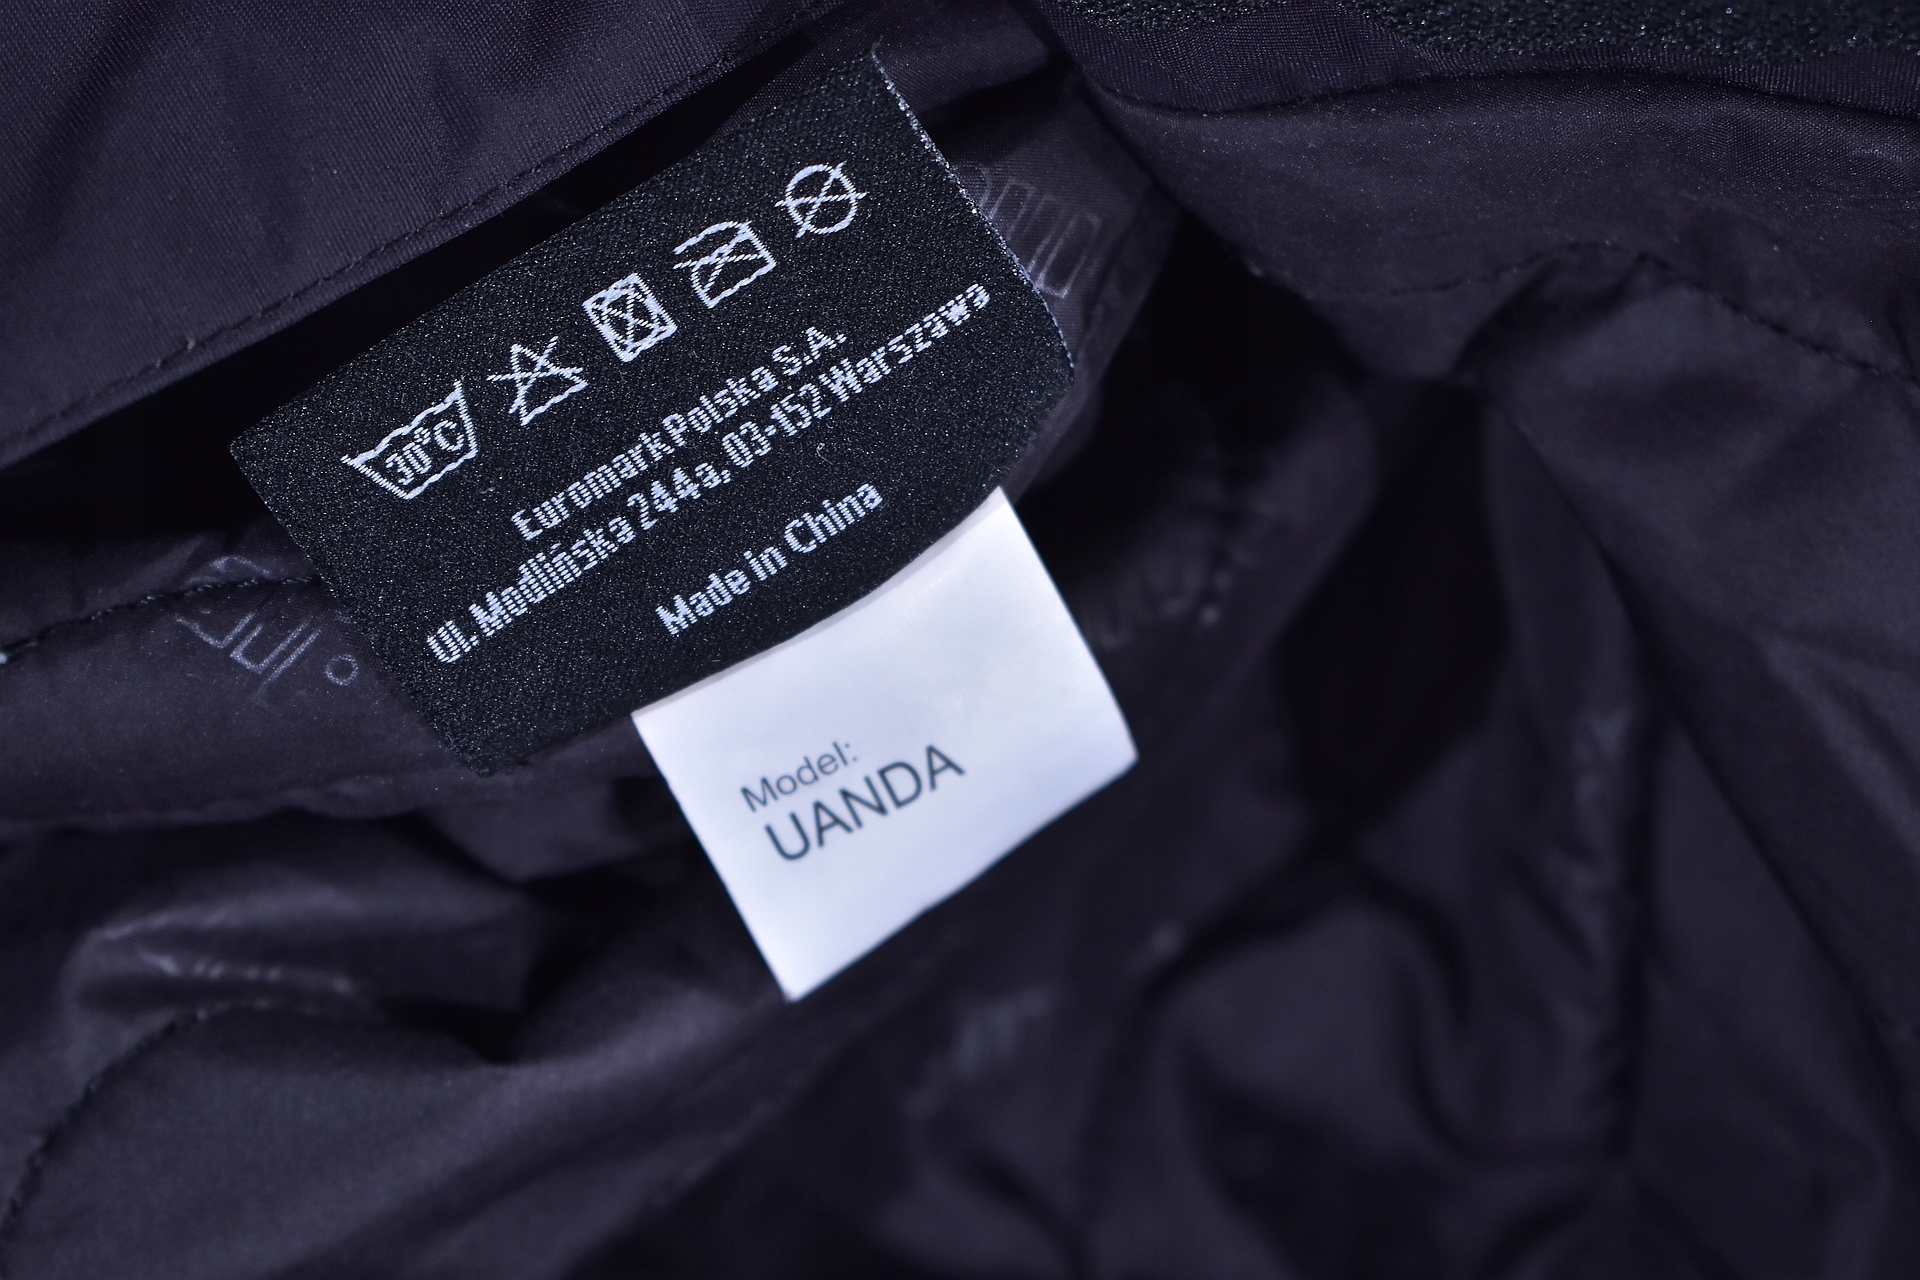 30°C
Euromark Polska S.A.
Ul. Modlińska 244a, 03-152 Warszawa
Made in China
Model:
UANDA